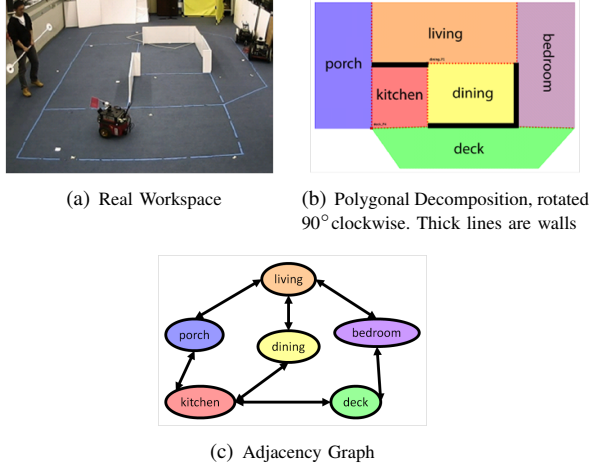 living
porch
bedroom
kitchen
dining
deck
(a) Real Workspace
(b) Polygonal Decomposition, rotated
90° clockwise. Thick lines are walls
living
porch
bedroom
dining
kitchen
deck
(c) Adjacency Graph